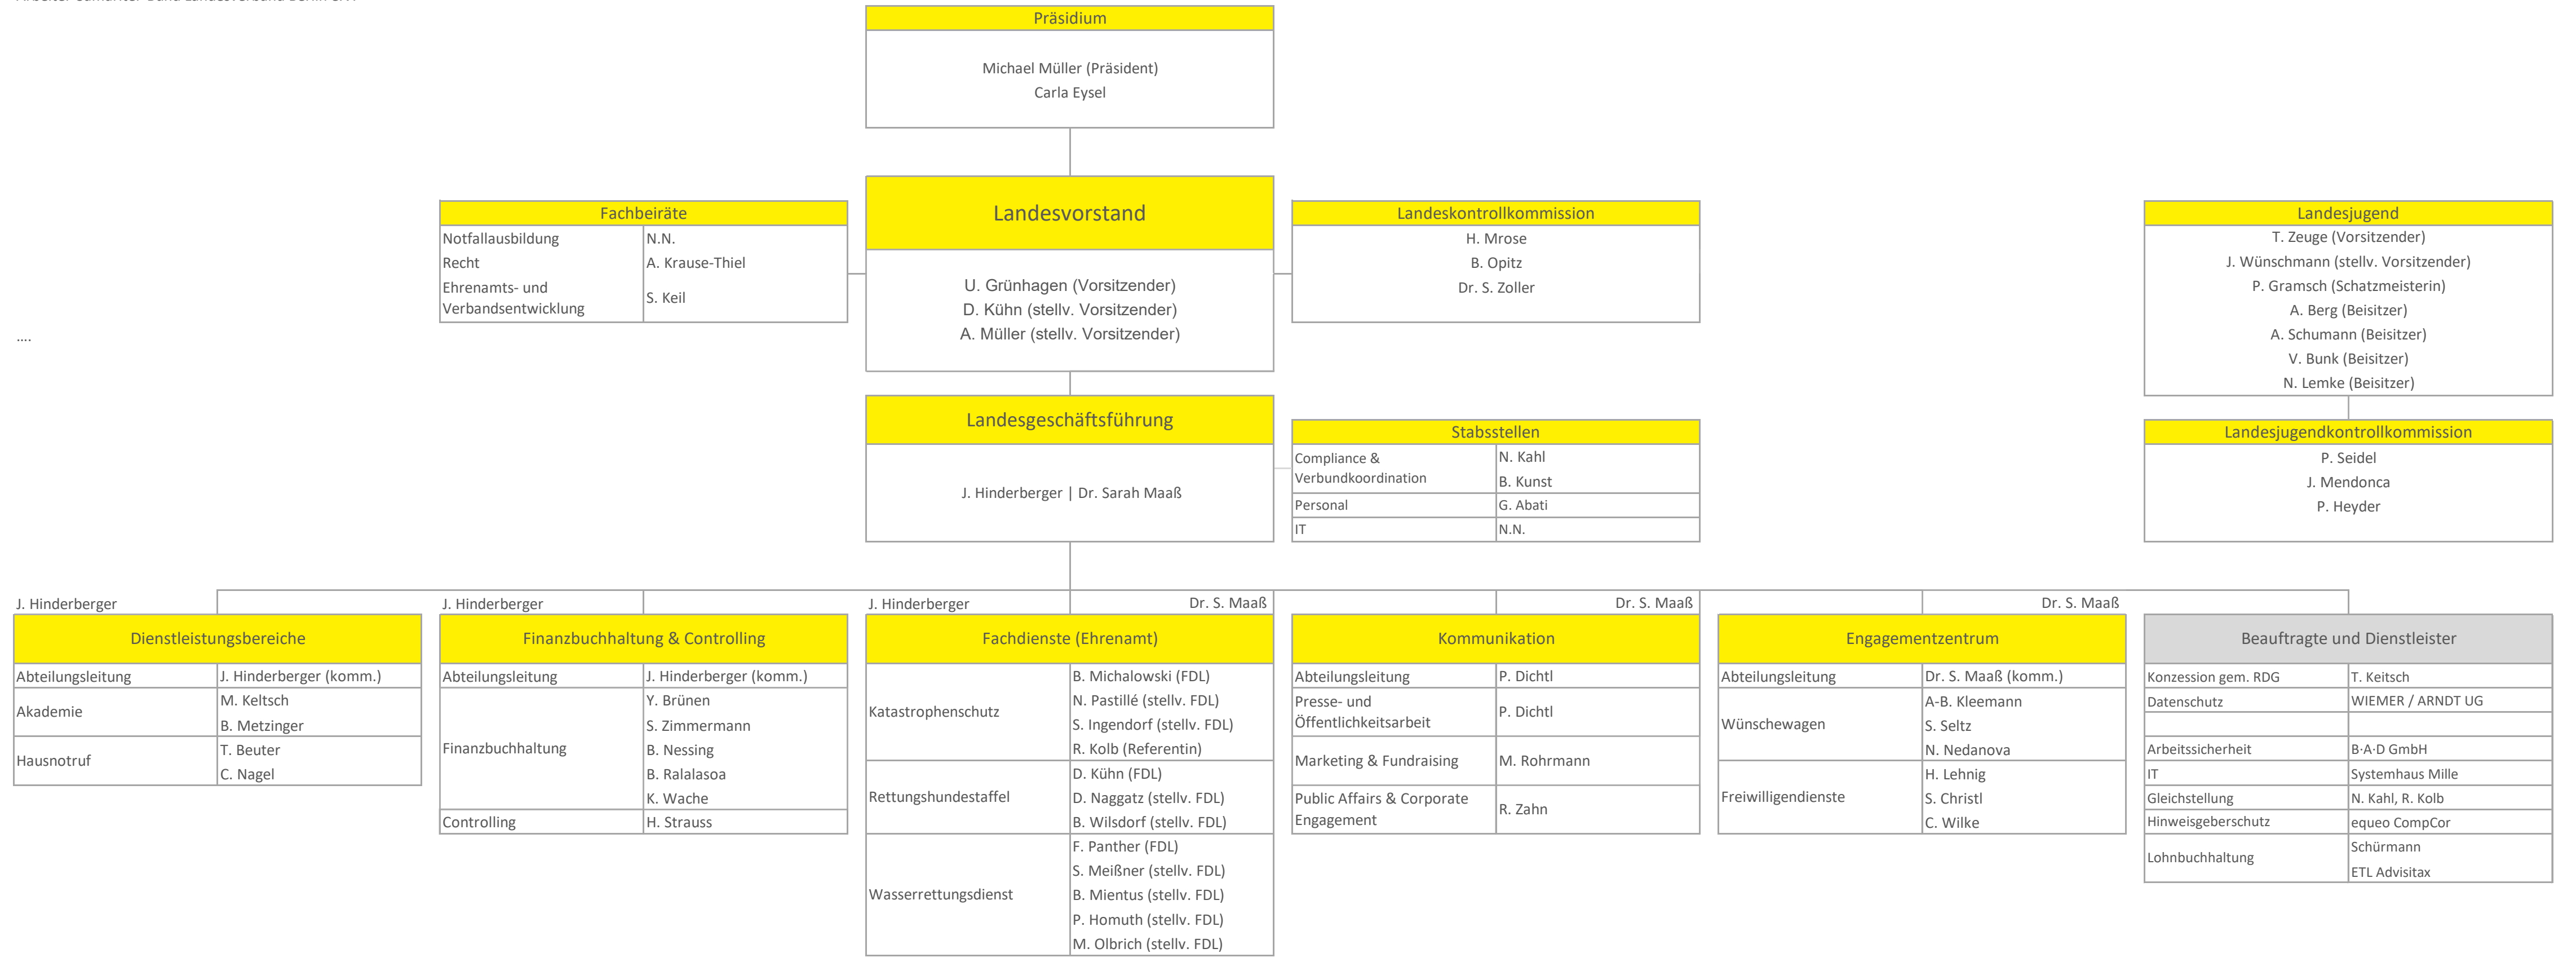 Präsidium
Michael Müller (Präsident)
Carla Eysel
Landesvorstand
U. Grünhagen (Vorsitzender)
D. Kühn (stellv. Vorsitzender)
A. Müller (stellv. Vorsitzender)
Fachbeiräte
Notfallausbildung N.N.
Recht A. Krause-Thiel
Ehrenamts- und
Verbandsentwicklung
S. Keil
Landeskontrollkommission
H. Mrose
B. Opitz
Dr. S. Zoller
Landesjugend
T. Zeuge (Vorsitzender)
J. Wünschmann (stellv. Vorsitzender)
P. Gramsch (Schatzmeisterin)
A. Berg (Beisitzer)
A. Schumann (Beisitzer)
V. Bunk (Beisitzer)
N. Lemke (Beisitzer)
....
Landesgeschäftsführung
J. Hinderberger | Dr. Sarah Maaß
Stabsstellen
Compliance &
Verbundkoordination
N. Kahl
B. Kunst
Personal G. Abati
IT N.N.
Landesjugendkontrollkommission
P. Seidel
J. Mendonca
P. Heyder
J. Hinderberger
Dienstleistungsbereiche
Abteilungsleitung J. Hinderberger (komm.)
Akademie
M. Keltsch
B. Metzinger
Hausnotruf
T. Beuter
C. Nagel
J. Hinderberger
Finanzbuchhaltung & Controlling
Abteilungsleitung J. Hinderberger (komm.)
Finanzbuchhaltung
Y. Brünen
S. Zimmermann
B. Nessing
B. Ralalasoa
K. Wache
Controlling H. Strauss
J. Hinderberger Dr. S. Maaß
Fachdienste (Ehrenamt)
Katastrophenschutz
B. Michalowski (FDL)
N. Pastillé (stellv. FDL)
S. Ingendorf (stellv. FDL)
R. Kolb (Referentin)
Rettungshundestaffel
D. Kühn (FDL)
D. Naggatz (stellv. FDL)
B. Wilsdorf (stellv. FDL)
Wasserrettungsdienst
F. Panther (FDL)
S. Meißner (stellv. FDL)
B. Mientus (stellv. FDL)
P. Homuth (stellv. FDL)
M. Olbrich (stellv. FDL)
Dr. S. Maaß
Kommunikation
Abteilungsleitung P. Dichtl
Presse- und
Öffentlichkeitsarbeit
P. Dichtl
Marketing & Fundraising M. Rohrmann
Public Affairs & Corporate
Engagement
R. Zahn
Dr. S. Maaß
Engagementzentrum
Abteilungsleitung Dr. S. Maaß (komm.)
Wünschewagen
A-B. Kleemann
S. Seltz
N. Nedanova
Freiwilligendienste
H. Lehnig
S. Christl
C. Wilke
Beauftragte und Dienstleister
Konzession gem. RDG T. Keitsch
Datenschutz WIEMER / ARNDT UG
Arbeitssicherheit B·A·D GmbH
IT Systemhaus Mille
Gleichstellung N. Kahl, R. Kolb
Hinweisgeberschutz equeo CompCor
Lohnbuchhaltung
Schürmann
ETL Advisitax